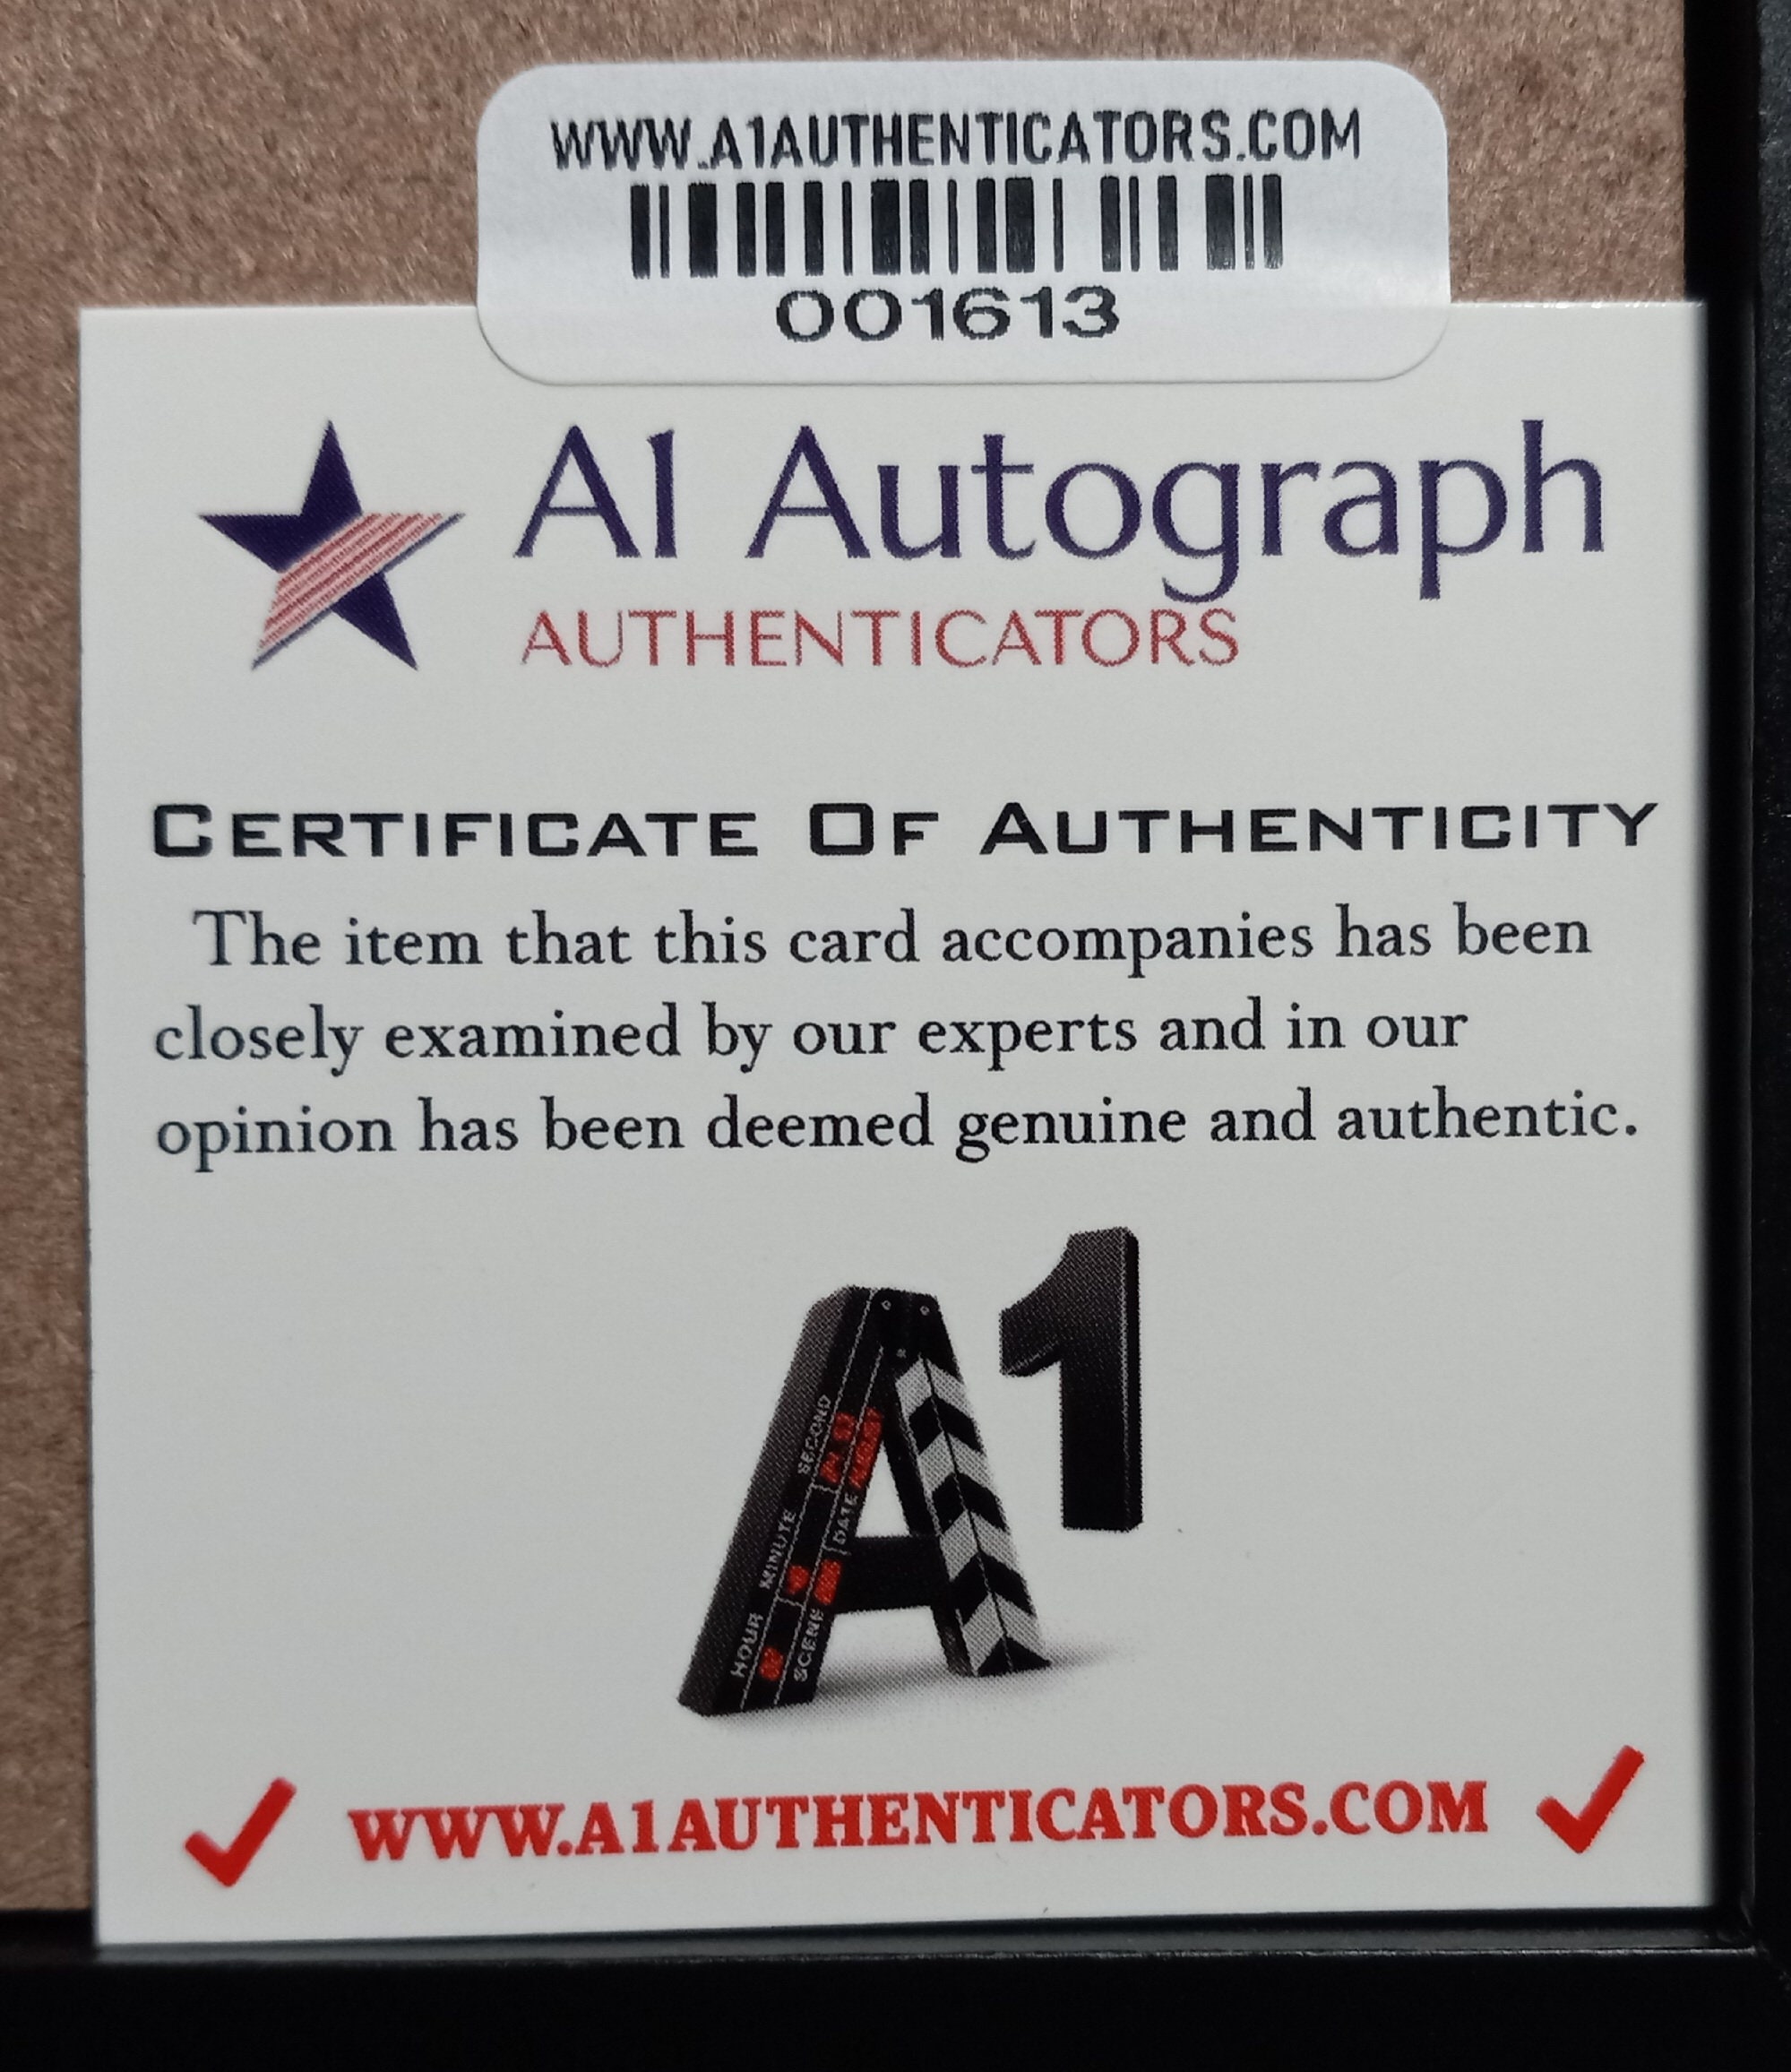 WWW.A1AUTHENTICATORS.COM
001613
A1 Autograph
AUTHENTICATORS
CERTIFICATE OF AUTHENTICITY
The item that this card accompanies has been
closely examined by our experts and in our
opinion has been deemed genuine and authentic.
A1
HOUR MINUTE SECOND
SCENE DATE
WWW.A1AUTHENTICATORS.COM